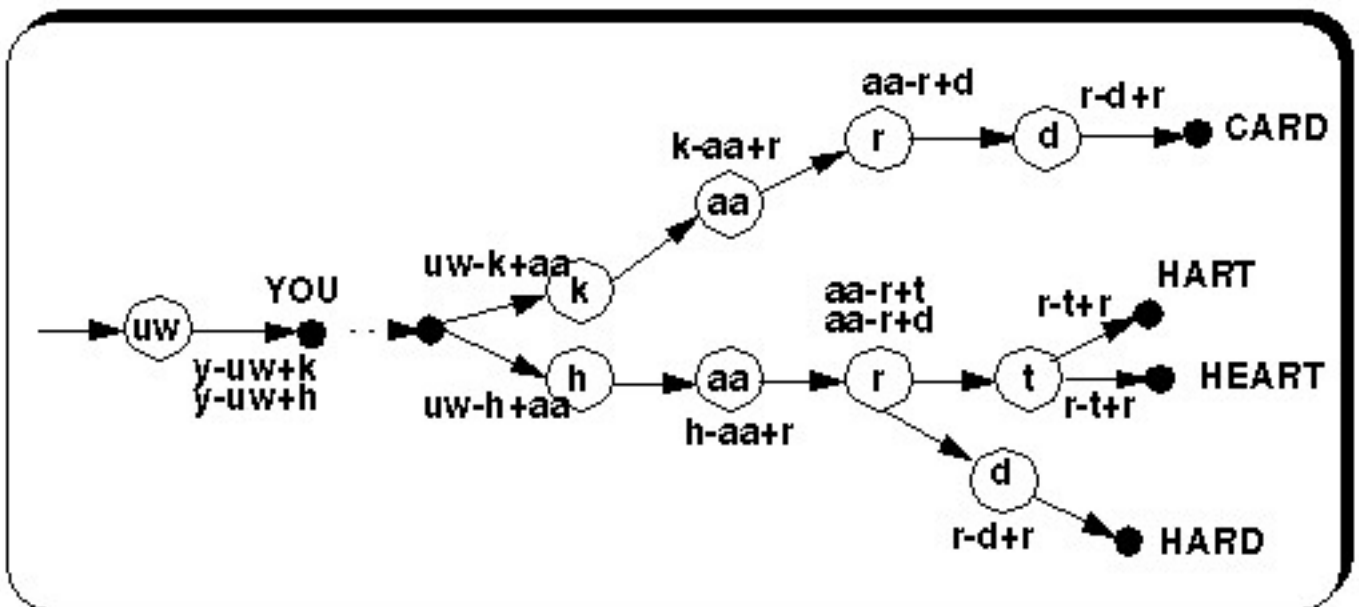 aa-r+d
r-d+r
r
d
CARD
k-aa+r
aa
uw-k+aa
k
YOU
uw
y-uw+k
y-uw+h
HART
aa-r+t
aa-r+d
r-t+r
h
aa
r
t
HEART
uw-h+aa
h-aa+r
r-t+r
d
r-d+r
HARD